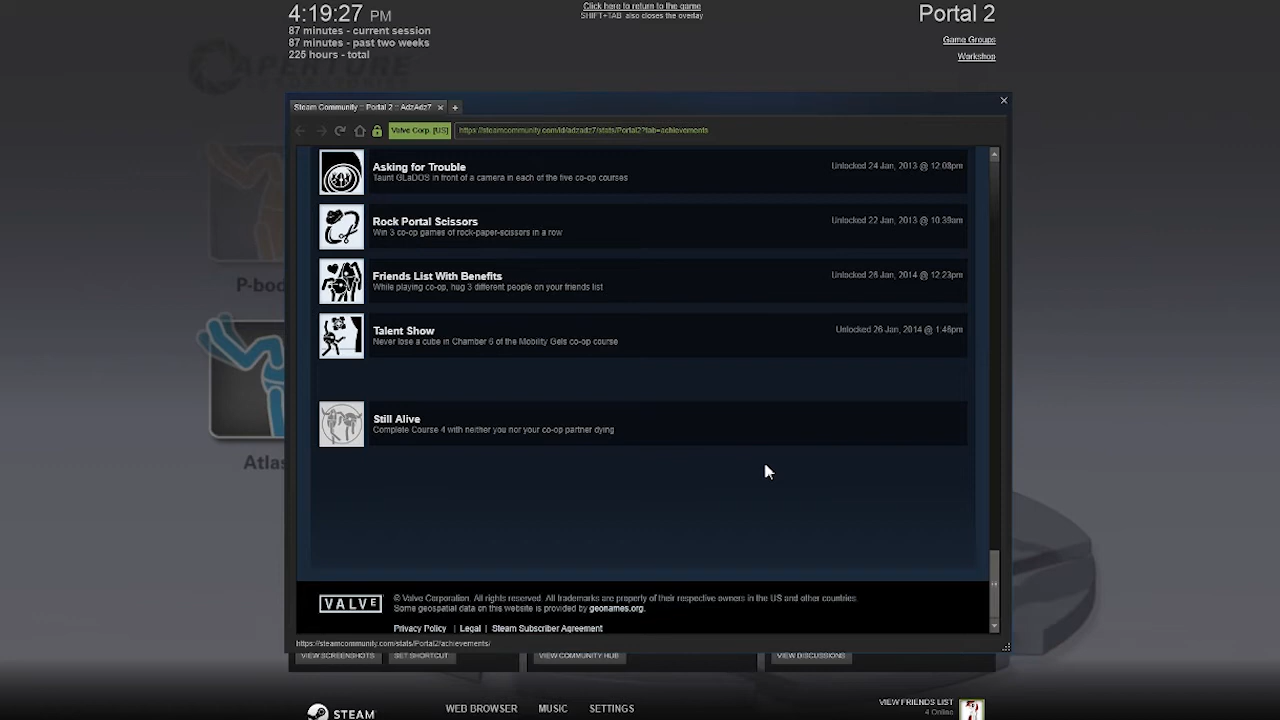 4:19:27 PM
87 minutes - current session
87 minutes - past two weeks
225 hours - total
Click here to return to the game
SHIFT+TAB also closes the overlay
Portal 2
Game Groups
Workshop
APERTURE
Steam Community :: Portal 2 :: AdzAdz7
Valve Corp. [US]
https://steamcommunity.com/id/adzadz7/stats/Portal2?tab=achievements
Asking for Trouble
Unlocked 24 Jan, 2013 @ 12:08pm
Taunt GLaDOS in front of a camera in each of the five co-op courses
Rock Portal Scissors
Unlocked 22 Jan, 2013 @ 10:39am
Win 3 co-op games of rock-paper-scissors in a row
Friends List With Benefits
Unlocked 26 Jan, 2014 @ 12:23pm
While playing co-op, hug 3 different people on your friends list
Talent Show
Unlocked 26 Jan, 2014 @ 1:46pm
Never lose a cube in Chamber 6 of the Mobility Gels co-op course
P-bod
Atlas
Still Alive
Complete Course 4 with neither you nor your co-op partner dying
VALVE
© Valve Corporation. All rights reserved. All trademarks are property of their respective owners in the US and other countries.
Some geospatial data on this website is provided by geonames.org.
Privacy Policy | Legal | Steam Subscriber Agreement
https://steamcommunity.com/stats/Portal2/achievements/
VIEW SCREENSHOTS
SET SHORTCUT
VIEW COMMUNITY HUB
VIEW DISCUSSIONS
STEAM
WEB BROWSER
MUSIC
SETTINGS
VIEW FRIENDS LIST
4 Online